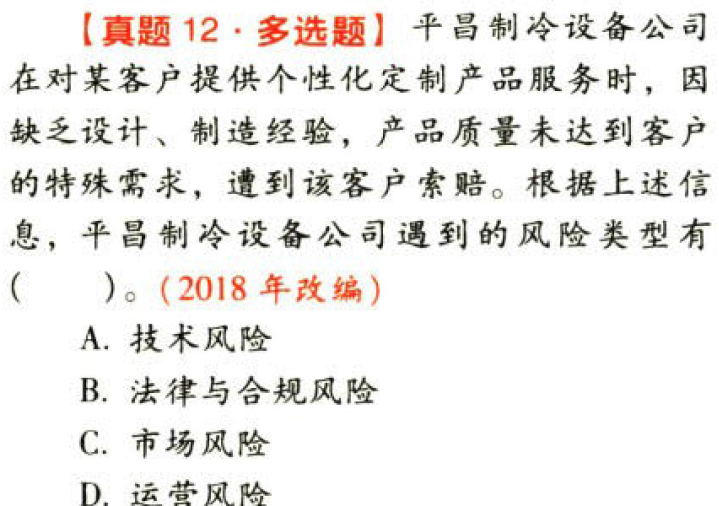 【真题 12·多选题】 平昌制冷设备公司
在对某客户提供个性化定制产品服务时，因
缺乏设计、制造经验，产品质量未达到客户
的特殊需求，遭到该客户索赔。根据上述信
息，平昌制冷设备公司遇到的风险类型有
(　　)。(2018 年改编)
A. 技术风险
B. 法律与合规风险
C. 市场风险
D. 运营风险